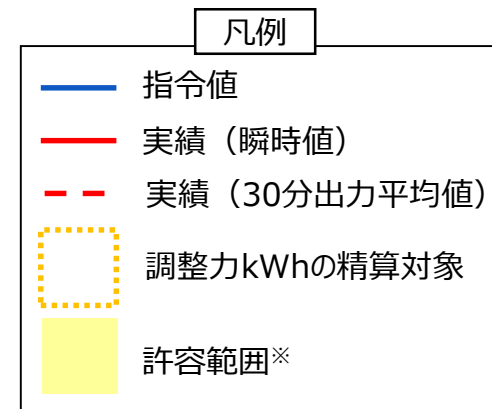 凡例
指令値
実績（瞬時値）
実績（30分出力平均値）
調整力kWhの精算対象
許容範囲※